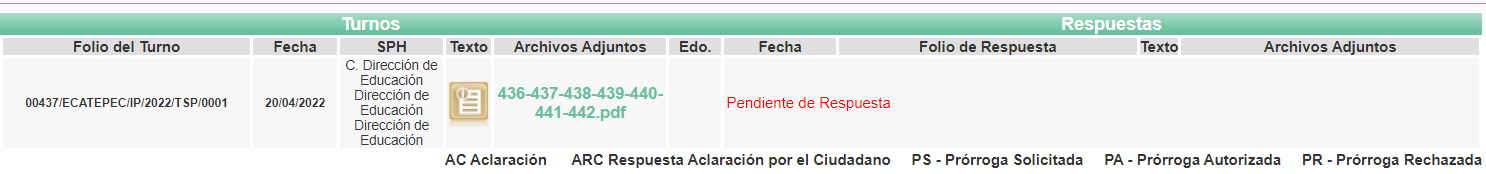 Turnos Respuestas
Folio del Turno Fecha SPH Texto Archivos Adjuntos Edo. Fecha Folio de Respuesta Texto Archivos Adjuntos
00437/ECATEPEC/IP/2022/TSP/0001
20/04/2022
C. Dirección de
Educación
Dirección de
Educación
Dirección de
Educación
436-437-438-439-440-
441-442.pdf
Pendiente de Respuesta
AC Aclaración ARC Respuesta Aclaración por el Ciudadano PS - Prórroga Solicitada PA - Prórroga Autorizada PR - Prórroga Rechazada